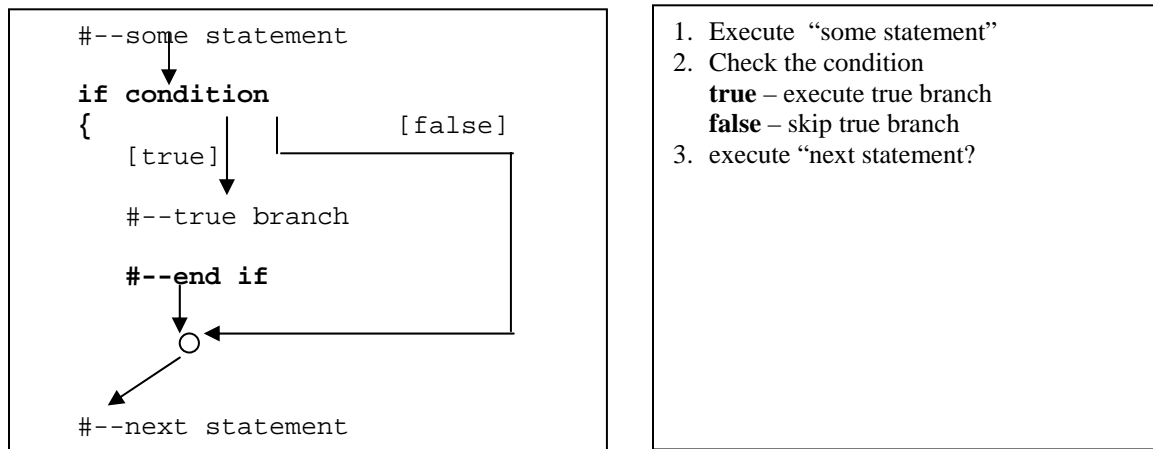 #--some statement
if condition
{ [false]
[true]
#--true branch
#--end if
#--next statement
1. Execute “some statement”
2. Check the condition
true – execute true branch
false – skip true branch
3. execute “next statement?